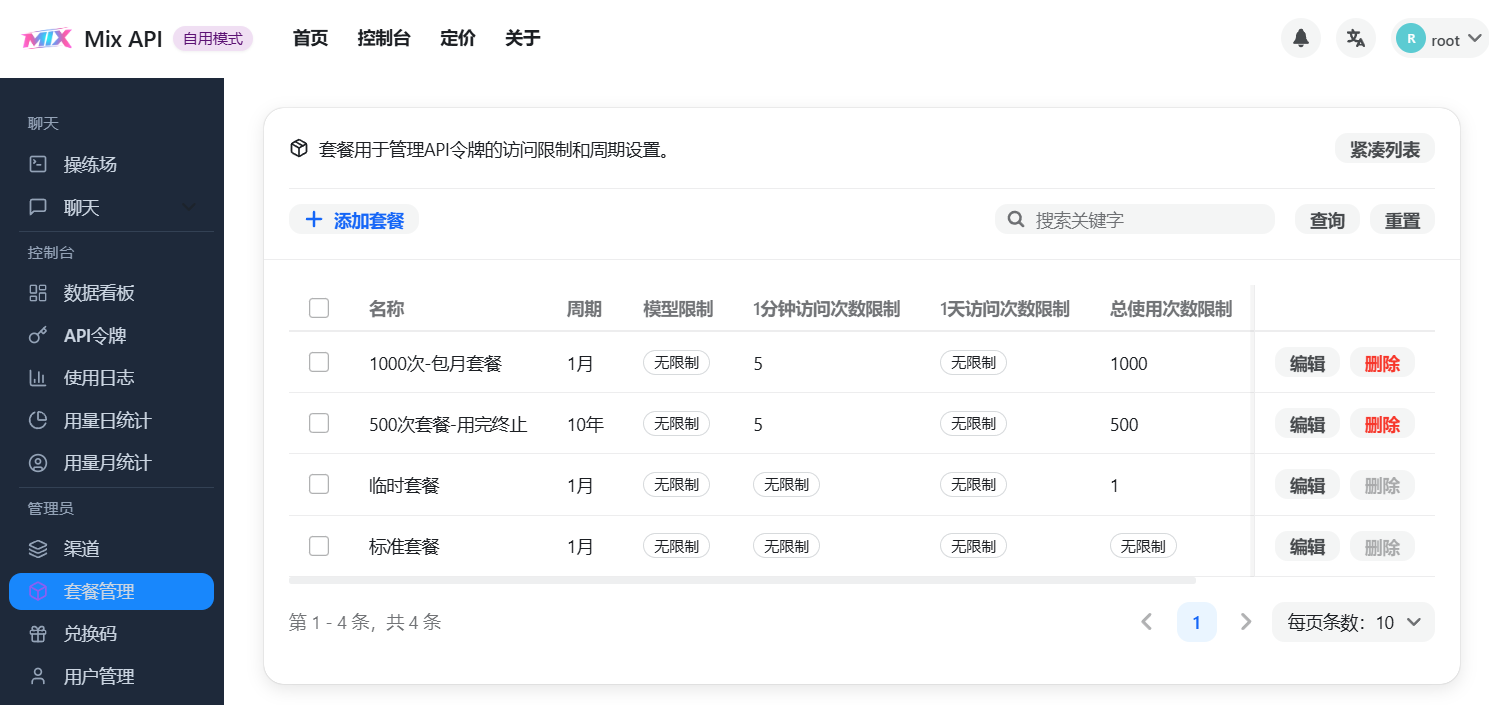 MIX Mix API 自用模式 首页 控制台 定价 关于 R root
聊天
操练场
聊天
控制台
数据看板
API令牌
使用日志
用量日统计
用量月统计
管理员
渠道
套餐管理
兑换码
用户管理
套餐用于管理API令牌的访问限制和周期设置。 紧凑列表
添加套餐 搜索关键字 查询 重置
名称 周期 模型限制 1分钟访问次数限制 1天访问次数限制 总使用次数限制
1000次-包月套餐 1月 无限制 5 无限制 1000 编辑 删除
500次套餐-用完终止 10年 无限制 5 无限制 500 编辑 删除
临时套餐 1月 无限制 无限制 无限制 1 编辑 删除
标准套餐 1月 无限制 无限制 无限制 无限制 编辑 删除
第 1 - 4 条，共 4 条 1 每页条数：10